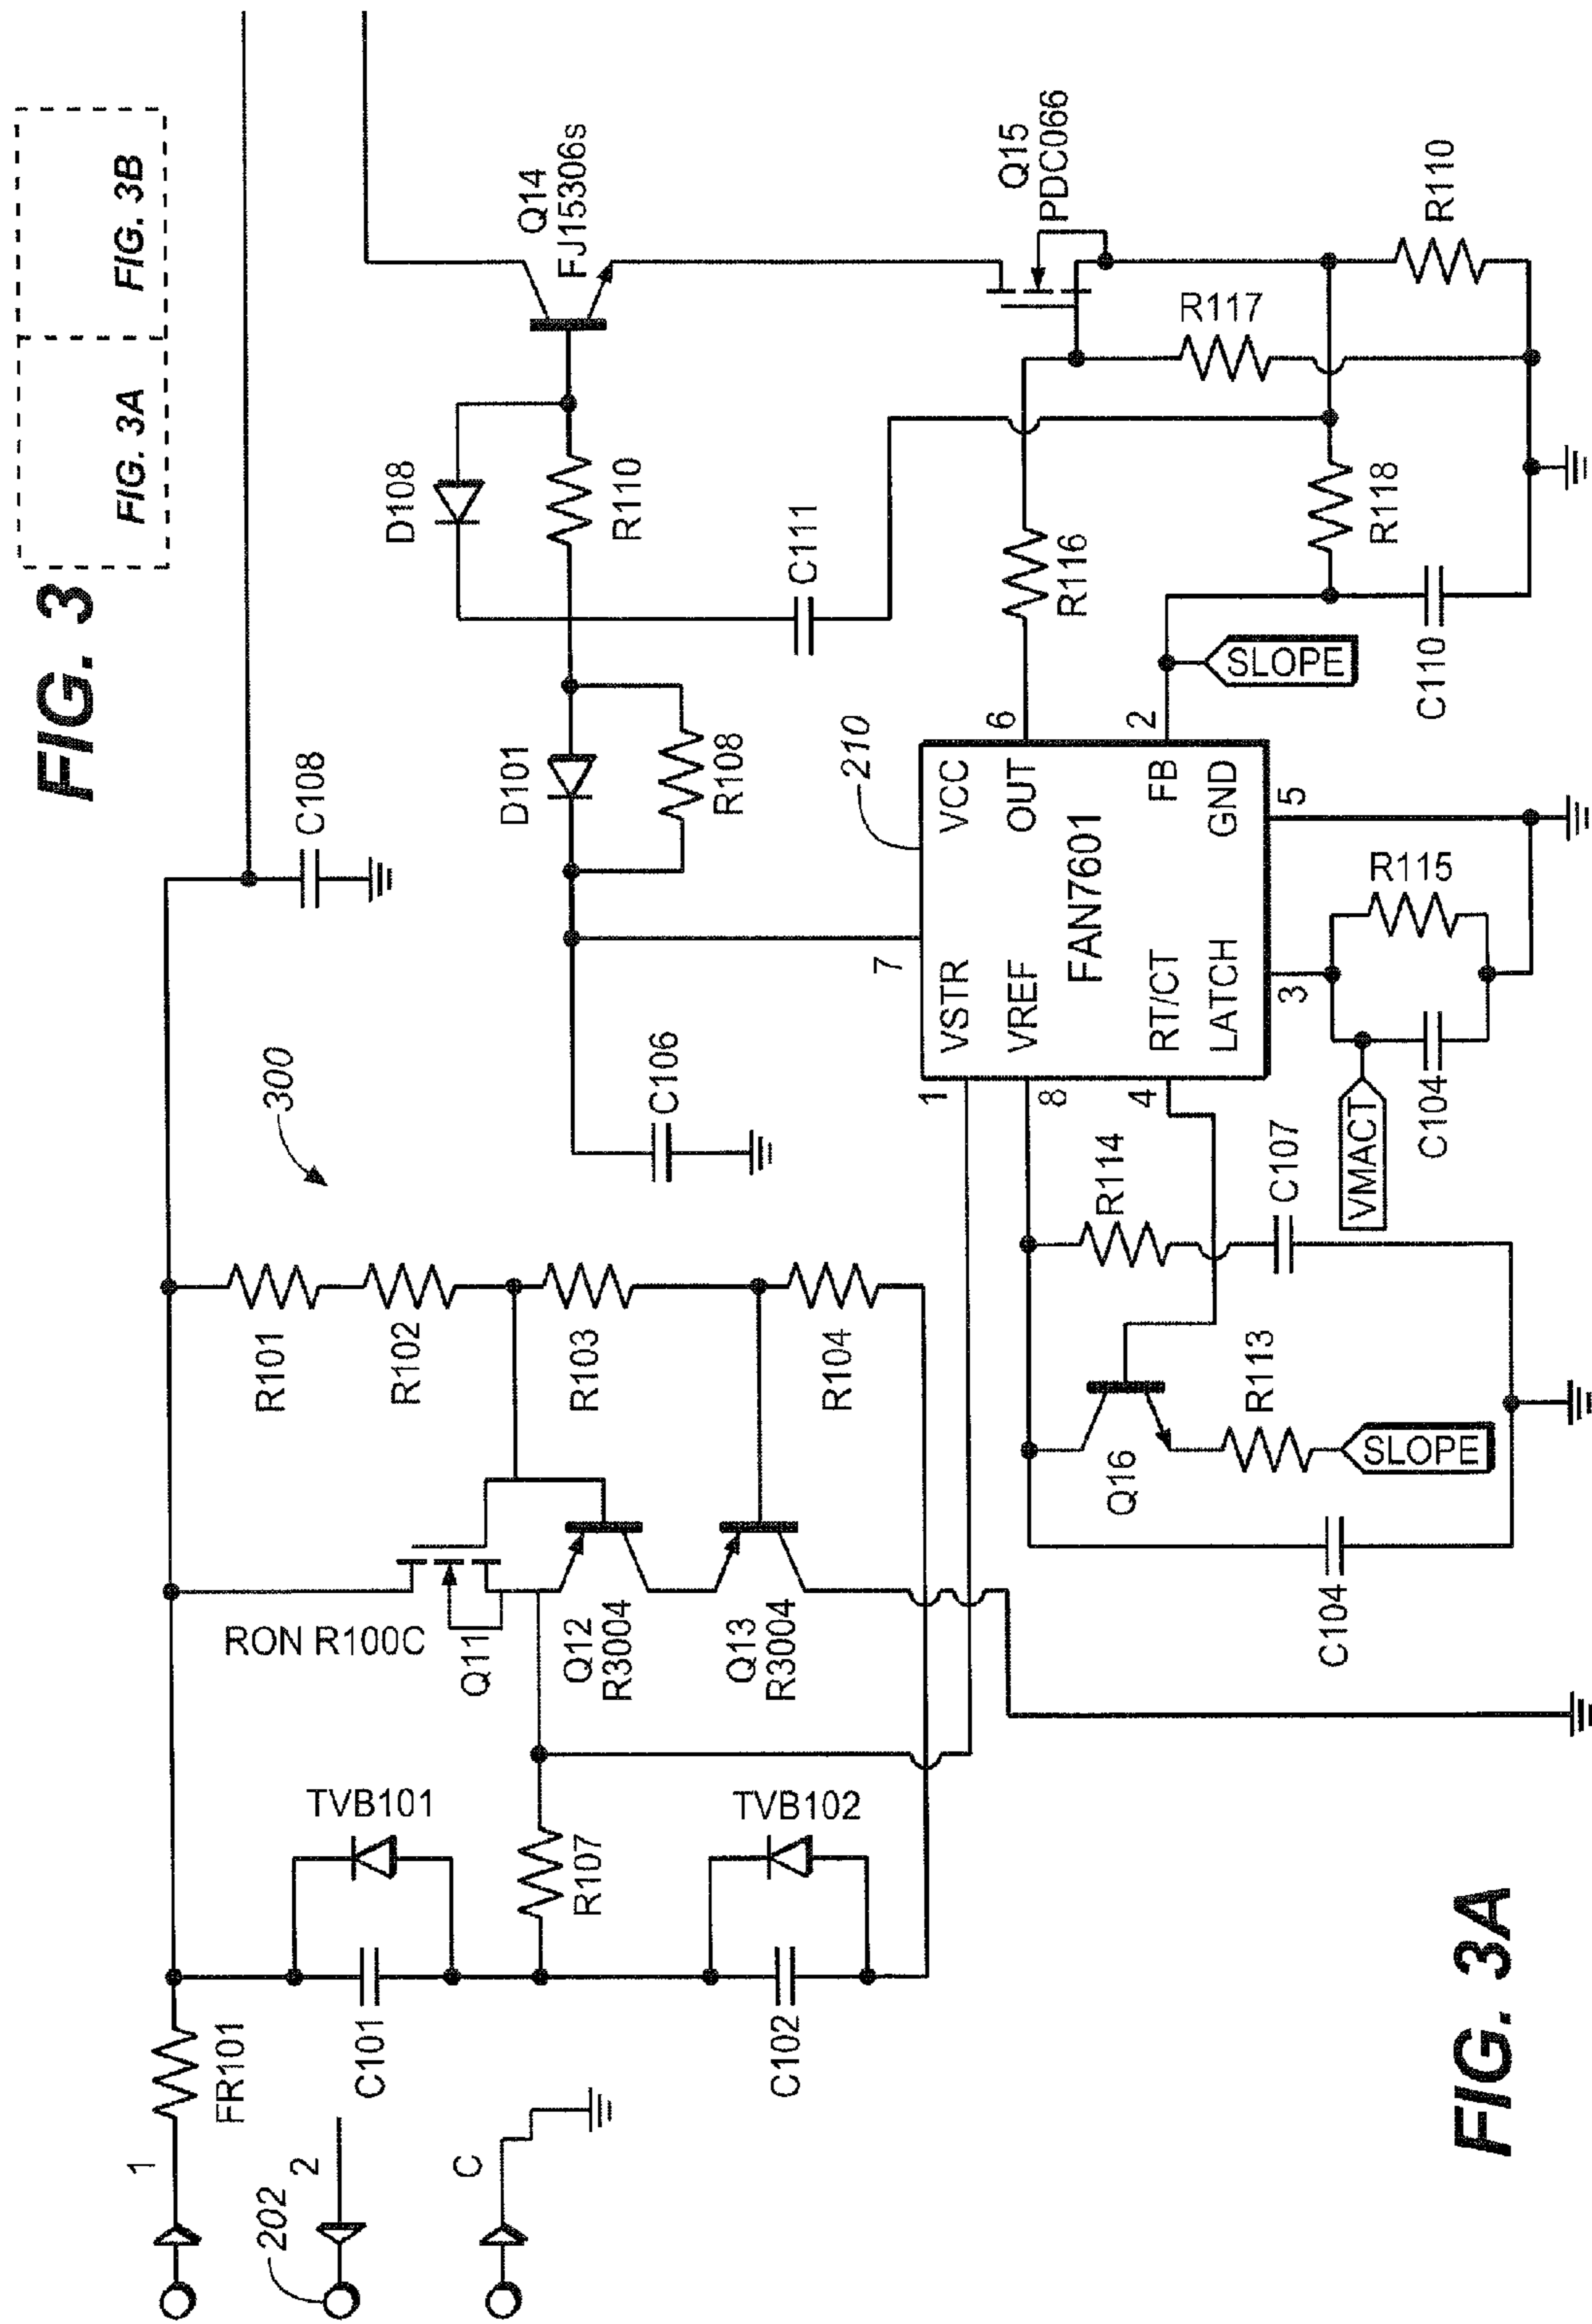 FIG. 3
FIG. 3A
FIG. 3B
1
FR101
202
2
C
C101
TVB101
C102
TVB102
R107
RON R100C
Q11
Q12
R3004
Q13
R3004
R101
R102
R103
R104
300
C108
C106
D101
R108
D108
R110
Q14
FJ15306s
C111
210
7
1
8
4
3
5
6
2
VSTR
VCC
VREF
OUT
FAN7601
RT/CT
FB
LATCH
GND
R116
R117
Q15
PDC066
R110
R118
C110
SLOPE
R115
C104
VMACT
R114
C107
Q16
R113
SLOPE
C104
FIG. 3A